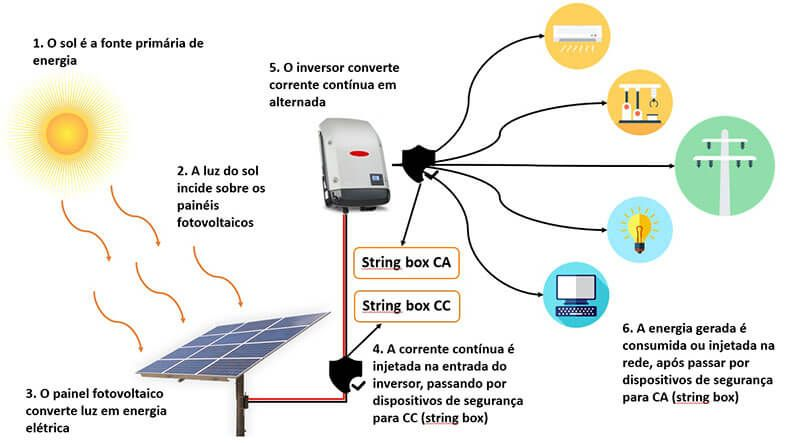 1. O sol é a fonte primária de
energia
2. A luz do sol
incide sobre os
painéis
fotovoltaicos
3. O painel fotovoltaico
converte luz em energia
elétrica
5. O inversor converte
corrente contínua em
alternada
String box CA
String box CC
4. A corrente contínua é
injetada na entrada do
inversor, passando por
dispositivos de segurança
para CC (string box)
6. A energia gerada é
consumida ou injetada na
rede, após passar por
dispositivos de segurança
para CA (string box)